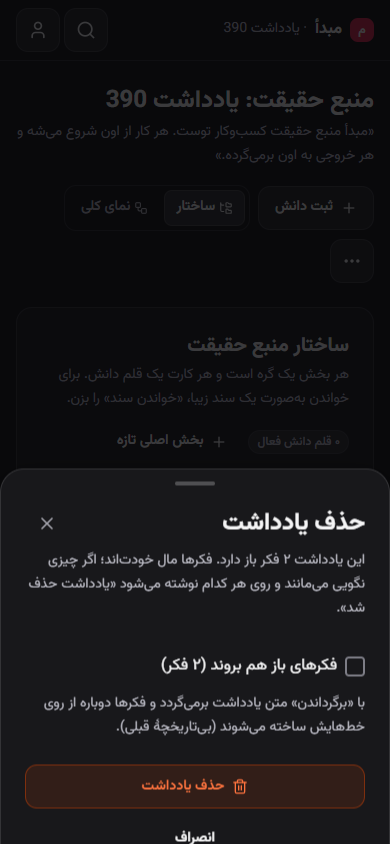 م مبدأ · یادداشت 390
منبع حقیقت: یادداشت 390
«مبدأ منبع حقیقت کسب‌وکار توست. هر کار از اون شروع می‌شه و
هر خروجی به اون برمی‌گرده.»
+ ثبت دانش
ساختار
نمای کلی
...
ساختار منبع حقیقت
هر بخش یک گره است و هر کارت یک قلم دانش. برای
خواندن به‌صورت یک سند زیبا، «خواندن سند» را بزن.
۰ قلم دانش فعال
+ بخش اصلی تازه
حذف یادداشت
این یادداشت ۲ فکر باز دارد. فکرها مال خودت‌اند؛ اگر چیزی
نگویی می‌مانند و روی هر کدام نوشته می‌شود «یادداشت حذف
شد».
فکرهای باز هم بروند (۲ فکر)
با «برگرداندن» متن یادداشت برمی‌گردد و فکرها دوباره از روی
خط‌هایش ساخته می‌شوند (بی‌تاریخچهٔ قبلی).
حذف یادداشت
انصراف